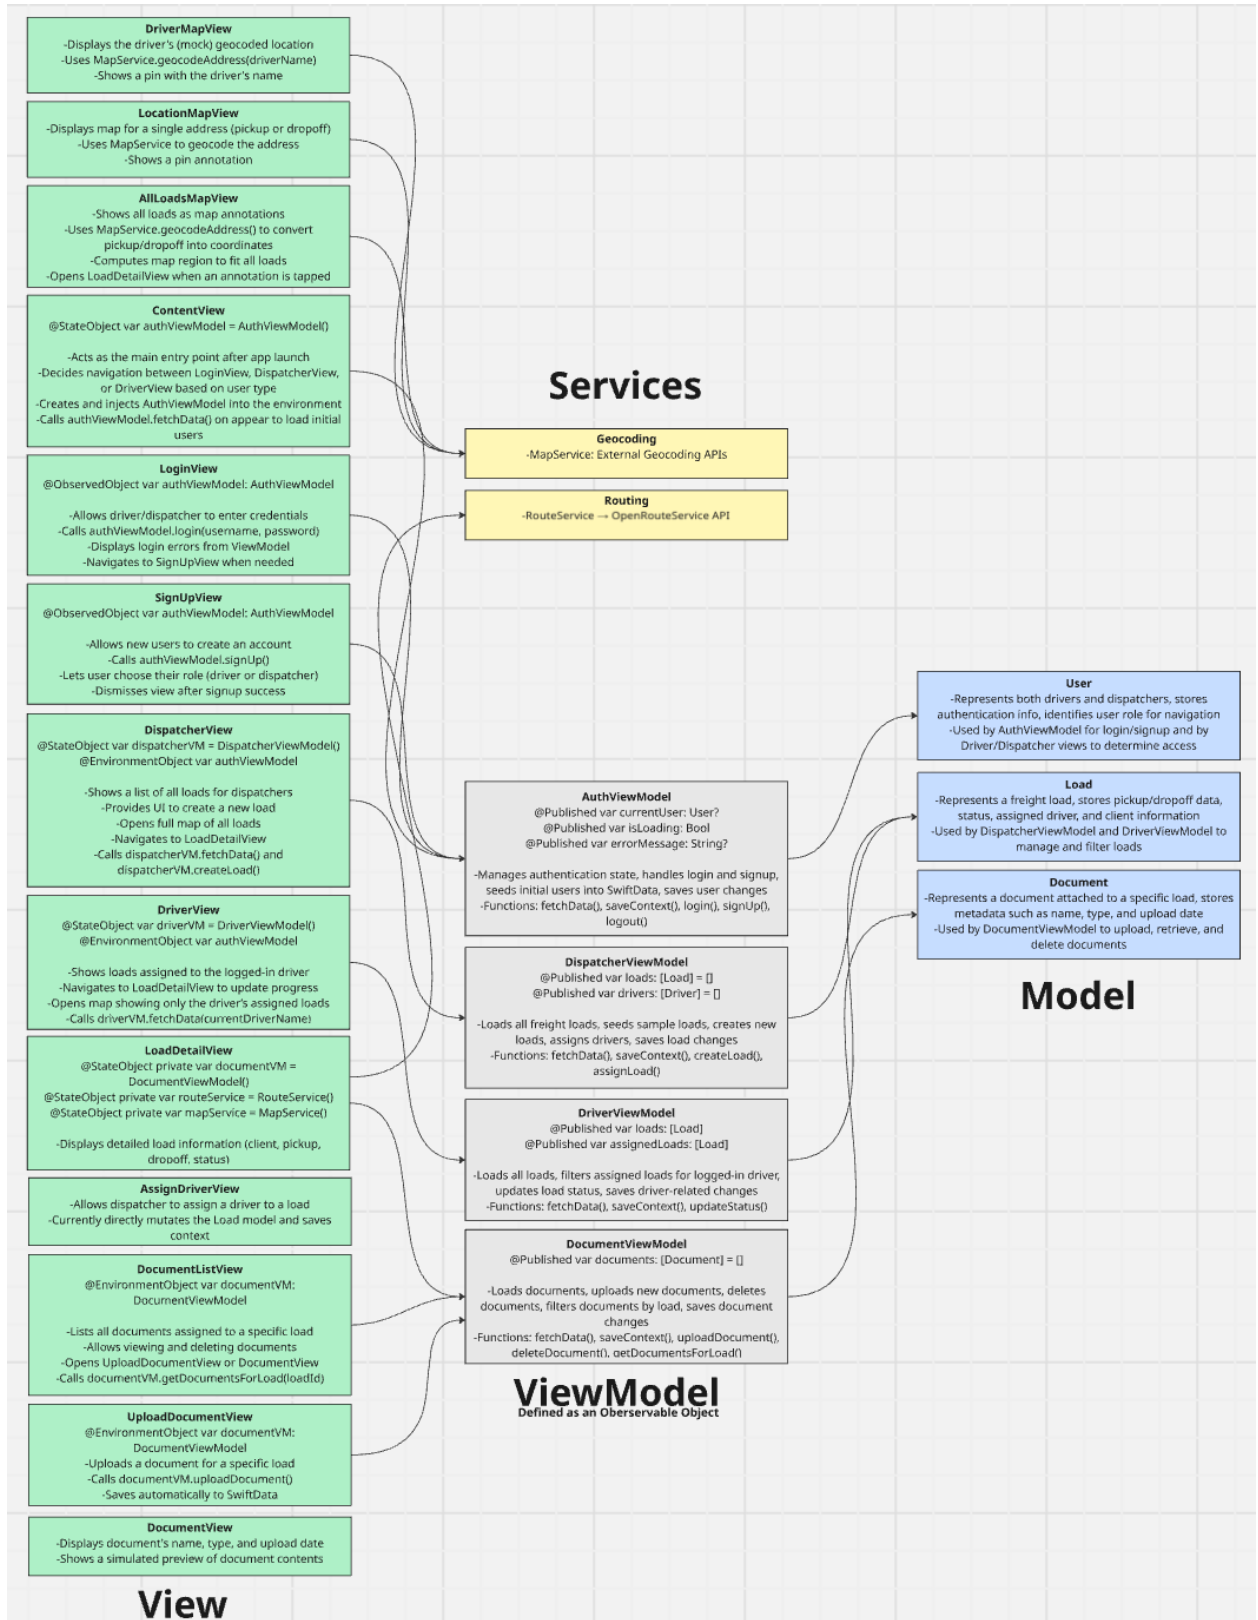 DriverMapView
-Displays the driver's (mock) geocoded location
-Uses MapService.geocodeAddress(driverName)
-Shows a pin with the driver's name
LocationMapView
-Displays map for a single address (pickup or dropoff)
-Uses MapService to geocode the address
-Shows a pin annotation
AllLoadsMapView
-Shows all loads as map annotations
-Uses MapService.geocodeAddress() to convert
pickup/dropoff into coordinates
-Computes map region to fit all loads
-Opens LoadDetailView when an annotation is tapped
ContentView
@StateObject var authViewModel = AuthViewModel()
-Acts as the main entry point after app launch
-Decides navigation between LoginView, DispatcherView,
or DriverView based on user type
-Creates and injects AuthViewModel into the environment
-Calls authViewModel.fetchData() on appear to load initial
users
LoginView
@ObservedObject var authViewModel: AuthViewModel
-Allows driver/dispatcher to enter credentials
-Calls authViewModel.login(username, password)
-Displays login errors from ViewModel
-Navigates to SignUpView when needed
SignUpView
@ObservedObject var authViewModel: AuthViewModel
-Allows new users to create an account
-Calls authViewModel.signUp()
-Lets user choose their role (driver or dispatcher)
-Dismisses view after signup success
DispatcherView
@StateObject var dispatcherVM = DispatcherViewModel()
@EnvironmentObject var authViewModel
-Shows a list of all loads for dispatchers
-Provides UI to create a new load
-Opens full map of all loads
-Navigates to LoadDetailView
-Calls dispatcherVM.fetchData() and
dispatcherVM.createLoad()
DriverView
@StateObject var driverVM = DriverViewModel()
@EnvironmentObject var authViewModel
-Shows loads assigned to the logged-in driver
-Navigates to LoadDetailView to update progress
-Opens map showing only the driver's assigned loads
-Calls driverVM.fetchData(currentDriverName)
LoadDetailView
@StateObject private var documentVM =
DocumentViewModel()
@StateObject private var routeService = RouteService()
@StateObject private var mapService = MapService()
-Displays detailed load information (client, pickup,
dropoff, status)
AssignDriverView
-Allows dispatcher to assign a driver to a load
-Currently directly mutates the Load model and saves
context
DocumentListView
@EnvironmentObject var documentVM:
DocumentViewModel
-Lists all documents assigned to a specific load
-Allows viewing and deleting documents
-Opens UploadDocumentView or DocumentView
-Calls documentVM.getDocumentsForLoad(loadId)
UploadDocumentView
@EnvironmentObject var documentVM:
DocumentViewModel
-Uploads a document for a specific load
-Calls documentVM.uploadDocument()
-Saves automatically to SwiftData
DocumentView
-Displays document's name, type, and upload date
-Shows a simulated preview of document contents
View
Services
Geocoding
-MapService: External Geocoding APIs
Routing
-RouteService → OpenRouteService API
AuthViewModel
@Published var currentUser: User?
@Published var isLoading: Bool
@Published var errorMessage: String?
-Manages authentication state, handles login and signup,
seeds initial users into SwiftData, saves user changes
-Functions: fetchData(), saveContext(), login(), signUp(),
logout()
DispatcherViewModel
@Published var loads: [Load] = []
@Published var drivers: [Driver] = []
-Loads all freight loads, seeds sample loads, creates new
loads, assigns drivers, saves load changes
-Functions: fetchData(), saveContext(), createLoad(),
assignLoad()
DriverViewModel
@Published var loads: [Load]
@Published var assignedLoads: [Load]
-Loads all loads, filters assigned loads for logged-in driver,
updates load status, saves driver-related changes
-Functions: fetchData(), saveContext(), updateStatus()
DocumentViewModel
@Published var documents: [Document] = []
-Loads documents, uploads new documents, deletes
documents, filters documents by load, saves document
changes
-Functions: fetchData(), saveContext(), uploadDocument(),
deleteDocument(), getDocumentsForLoad()
ViewModel
Defined as an Oberservable Object
User
-Represents both drivers and dispatchers, stores
authentication info, identifies user role for navigation
-Used by AuthViewModel for login/signup and by
Driver/Dispatcher views to determine access
Load
-Represents a freight load, stores pickup/dropoff data,
status, assigned driver, and client information
-Used by DispatcherViewModel and DriverViewModel to
manage and filter loads
Document
-Represents a document attached to a specific load, stores
metadata such as name, type, and upload date
-Used by DocumentViewModel to upload, retrieve, and
delete documents
Model